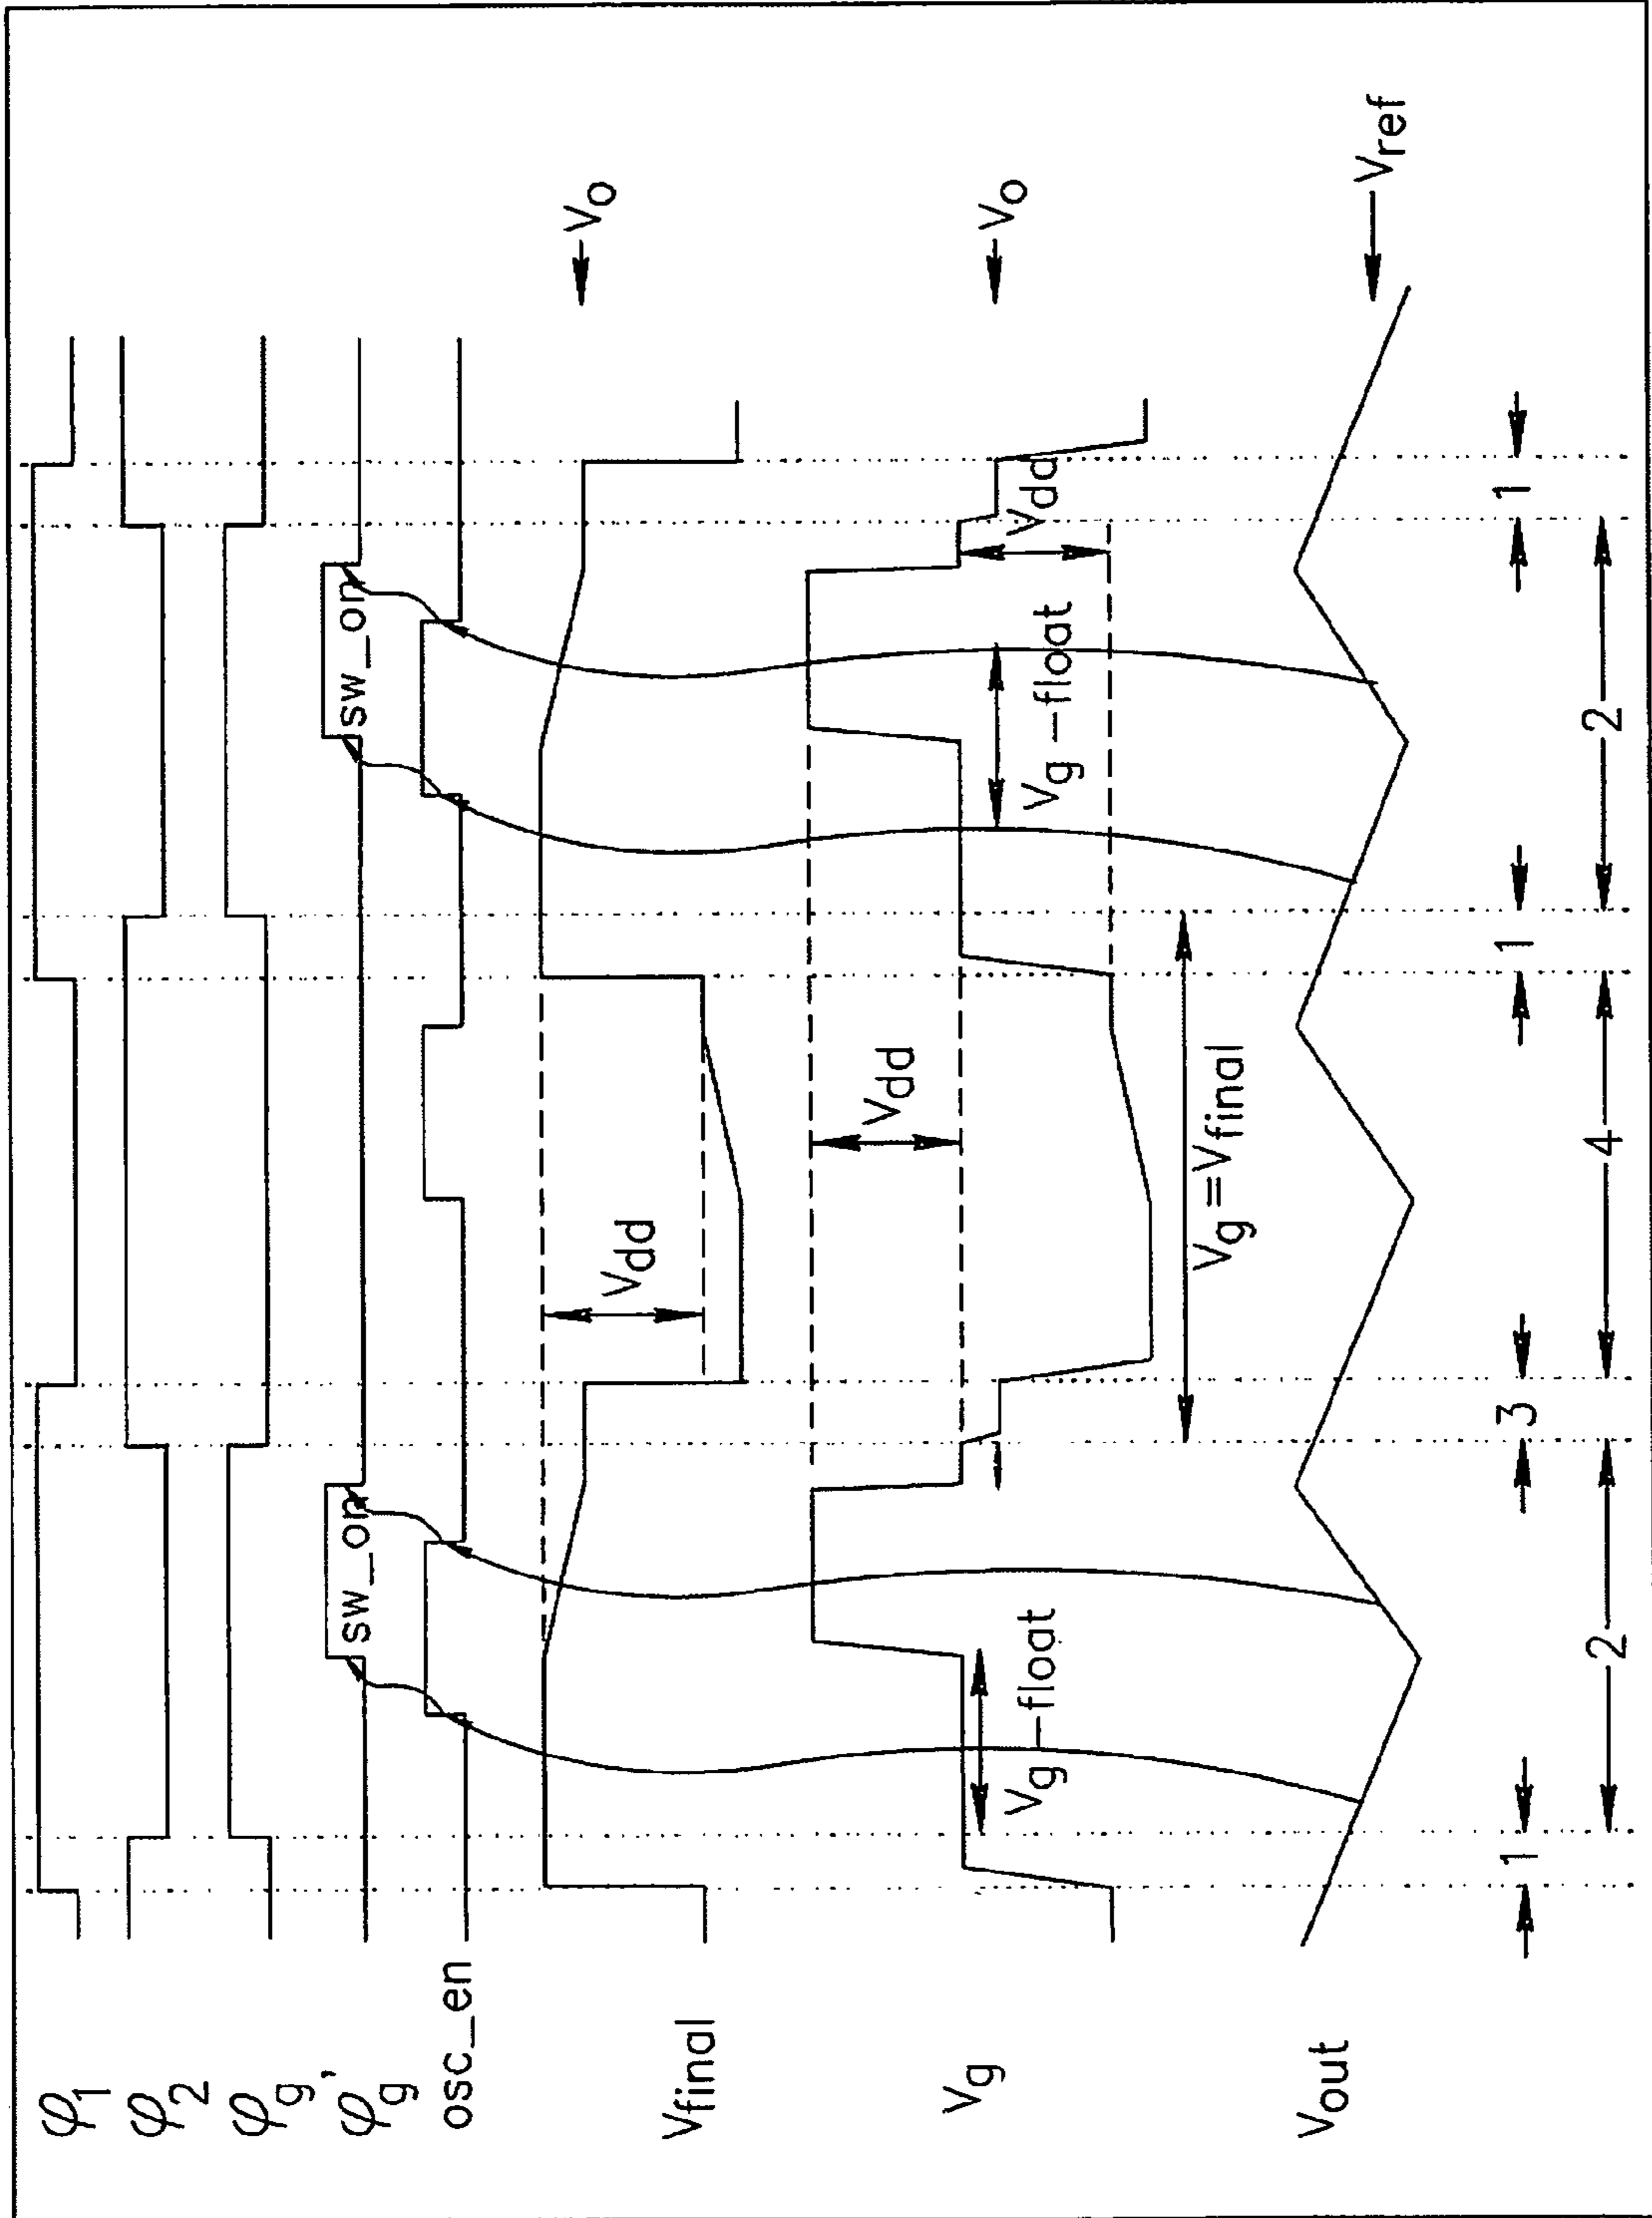 φ1
φ2
φg'
φg
osc_en
Vfinal
Vg
Vout
sw_on
sw_on
Vdd
Vdd
Vdd
Vg-float
Vg-float
Vg=Vfinal
Vo
Vo
Vref
1
3
1
1
2
4
2